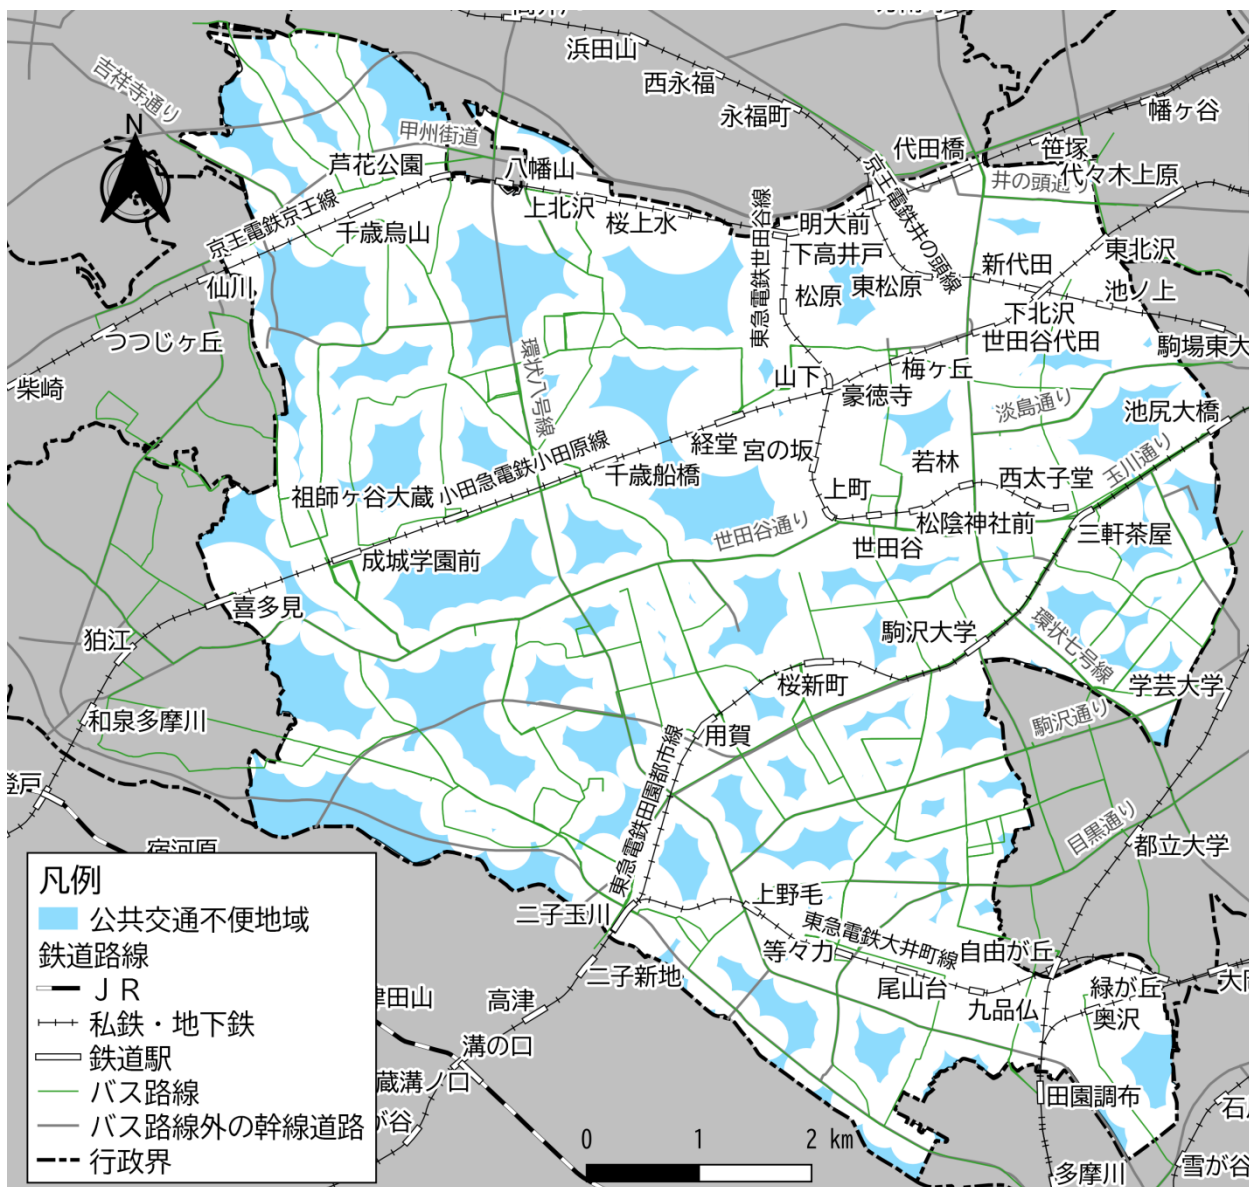 浜田山
西永福
永福町
吉祥寺通り
N
甲州街道
芦花公園
八幡山
代田橋
笹塚
幡ヶ谷
代々木上原
井の頭通り
京王電鉄京王線
千歳烏山
上北沢
桜上水
明大前
京王電鉄井の頭線
下高井戸
東急電鉄世田谷線
松原
東松原
新代田
東北沢
仙川
池ノ上
下北沢
つつじヶ丘
世田谷代田
駒場東大
柴崎
環状八号線
山下
梅ヶ丘
豪徳寺
淡島通り
池尻大橋
経堂
宮の坂
小田急電鉄小田原線
千歳船橋
祖師ヶ谷大蔵
若林
西太子堂
玉川通り
上町
世田谷通り
松陰神社前
世田谷
三軒茶屋
成城学園前
喜多見
狛江
駒沢大学
環状七号線
桜新町
学芸大学
和泉多摩川
駒沢通り
用賀
登戸
東急電鉄田園都市線
目黒通り
都立大学
宿河原
凡例
公共交通不便地域
鉄道路線
ＪＲ
私鉄・地下鉄
鉄道駅
バス路線
バス路線外の幹線道路
行政界
二子玉川
上野毛
東急電鉄大井町線
等々力
自由が丘
二子新地
尾山台
緑が丘
九品仏
奥沢
津田山
高津
溝の口
蔵溝ノ口
が谷
田園調布
多摩川
雪が谷
0 1 2 km